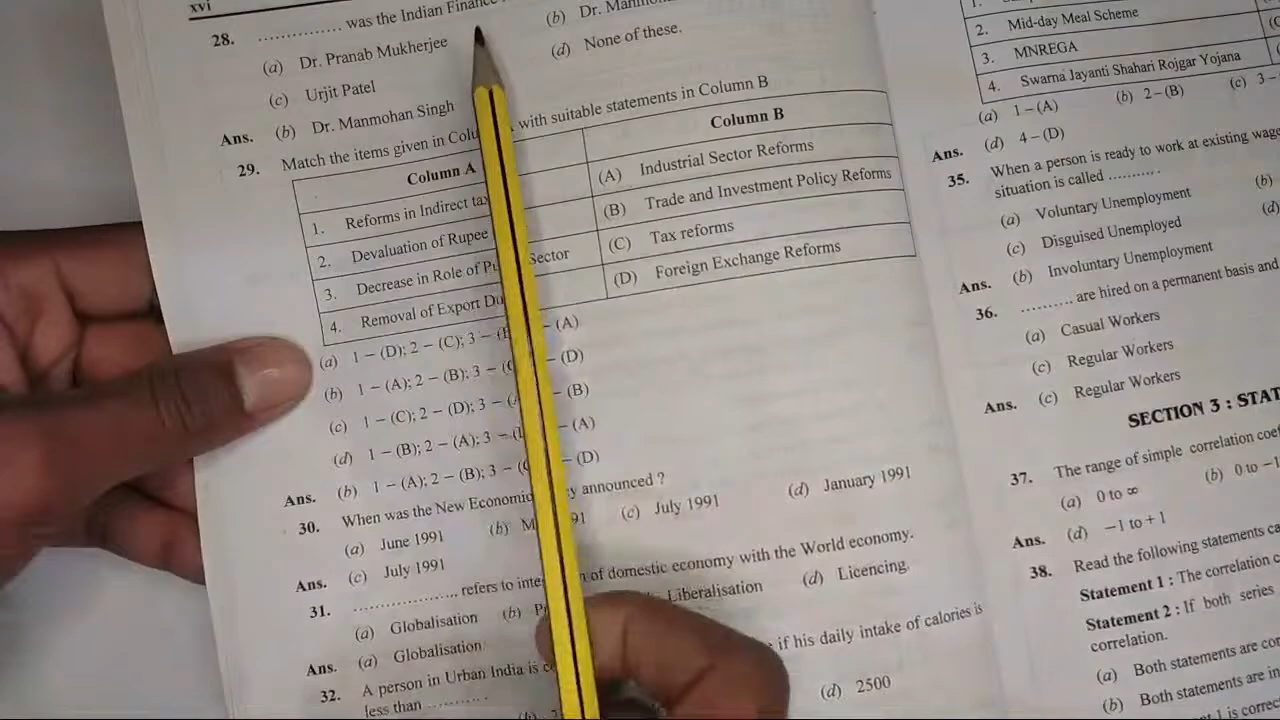 xvi
28. ............... was the Indian Finance
(a) Dr. Pranab Mukherjee
(b) Dr.
(c) Urjit Patel
(d) None of these.
Ans. (b) Dr. Manmohan Singh
29. Match the items given in with suitable statements in Column B
Column A
Column B
1. Reforms in Indirect
(A) Industrial Sector Reforms
2. Devaluation of Rupee
(B) Trade and Investment Policy Reforms
3. Decrease in Role of Sector
(C) Tax reforms
4. Removal of Export
(D) Foreign Exchange Reforms
(a) 1 – (D); 2 – (C); 3 – – (A)
(b) 1 – (A); 2 – (B); 3 – – (D)
(c) 1 – (C); 2 – (D); 3 – – (B)
(d) 1 – (B); 2 – (A); 3 – – (A)
Ans. (b) 1 – (A); 2 – (B); 3 – – (D)
30. When was the New Economic announced ?
(a) June 1991
(b)
(c) July 1991
(d) January 1991
Ans. (c) July 1991
31. .................... refers to of domestic economy with the World economy.
(a) Globalisation (b) Liberalisation (d) Licencing.
Ans. (a) Globalisation
32. A person in Urban India is if his daily intake of calories is
less than ...........
(d) 2500
2. Mid-day Meal Scheme
3. MNREGA
4. Swarna Jayanti Shahari Rojgar Yojana
(a) 1 – (A) (b) 2 – (B) (c) 3 –
Ans. (d) 4 – (D)
35. When a person is ready to work at existing
situation is called .......... .
(a) Voluntary Unemployment
(b)
(c) Disguised Unemployed
(d)
Ans. (b) Involuntary Unemployment
36. .......... are hired on a permanent basis and
(a) Casual Workers
(c) Regular Workers
Ans. (c) Regular Workers
SECTION 3 :
37. The range of simple correlation
(a) 0 to ∞
(b) 0 to –1
Ans. (d) –1 to + 1
38. Read the following statements
Statement 1 : The correlation
Statement 2 : If both series
correlation.
(a) Both statements are
(b) Both statements are
1 is